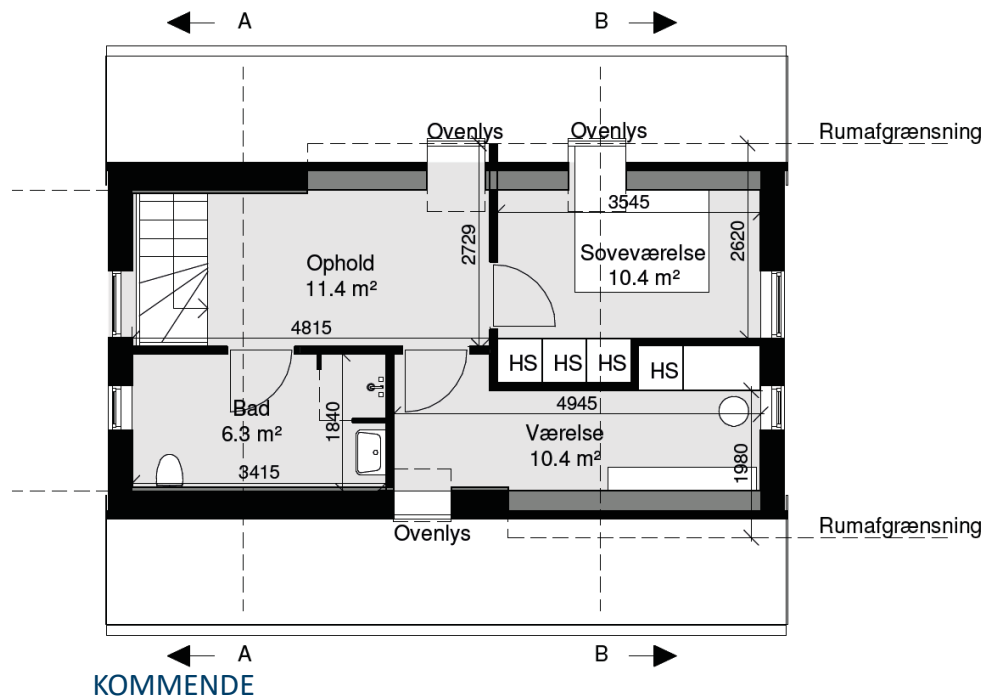 A
B
Ovenlys
Ovenlys
Rumafgrænsning
3545
2729
2620
Ophold
11.4 m²
Soveværelse
10.4 m²
4815
HS
HS
HS
HS
Bad
6.3 m²
1840
3415
4945
Værelse
10.4 m²
1980
Ovenlys
Rumafgrænsning
A
B
KOMMENDE